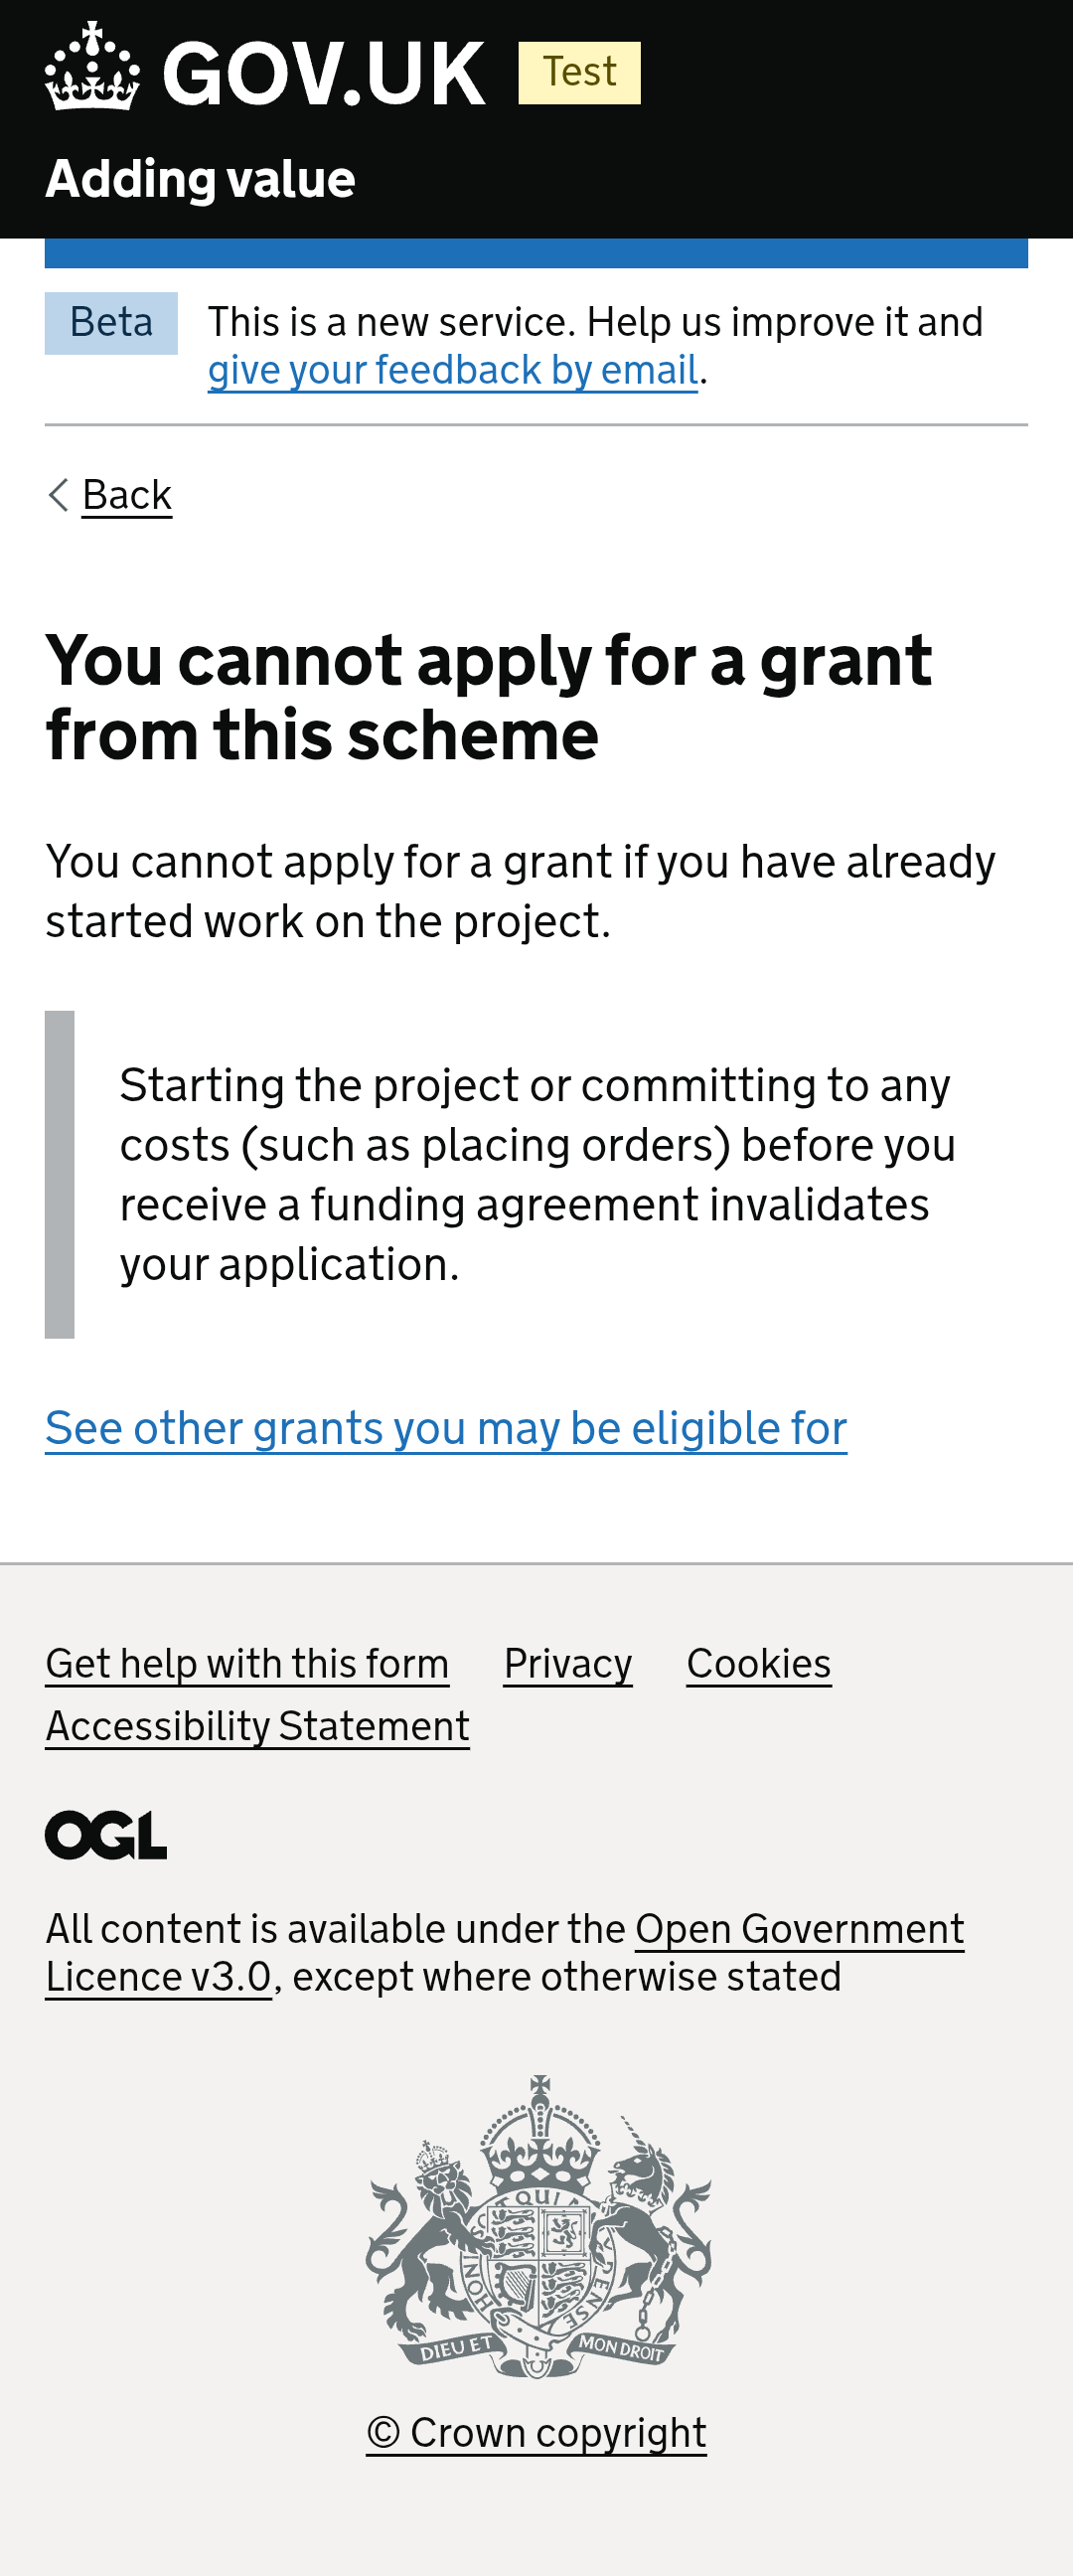 GOV.UK Test
Adding value
Beta This is a new service. Help us improve it and
give your feedback by email.
Back
You cannot apply for a grant
from this scheme
You cannot apply for a grant if you have already
started work on the project.
Starting the project or committing to any
costs (such as placing orders) before you
receive a funding agreement invalidates
your application.
See other grants you may be eligible for
Get help with this form Privacy Cookies
Accessibility Statement
OGL
All content is available under the Open Government
Licence v3.0, except where otherwise stated
HONI SOIT QUI PENSE
DIEU ET MON DROIT
© Crown copyright